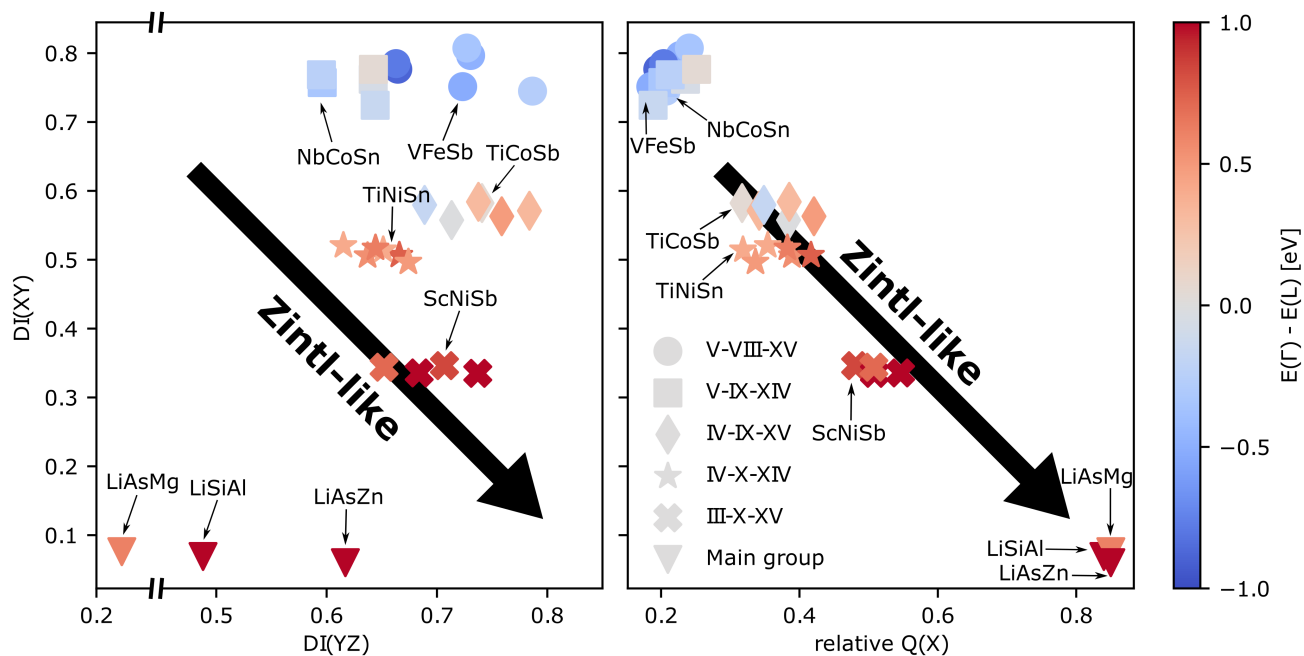 0.8
0.7
0.6
0.5
0.4
0.3
0.2
0.1
DI(XY)
NbCoSn
VFeSb
TiCoSb
TiNiSn
ScNiSb
Zintl-like
LiAsMg
LiSiAl
LiAsZn
0.2
0.5
0.6
0.7
0.8
DI(YZ)
NbCoSn
VFeSb
TiCoSb
TiNiSn
Zintl-like
ScNiSb
V-VIII-XV
V-IX-XIV
IV-IX-XV
IV-X-XIV
III-X-XV
Main group
LiAsMg
LiSiAl
LiAsZn
0.2
0.4
0.6
0.8
relative Q(X)
1.0
0.5
0.0
−0.5
−1.0
E(Γ) - E(L) [eV]